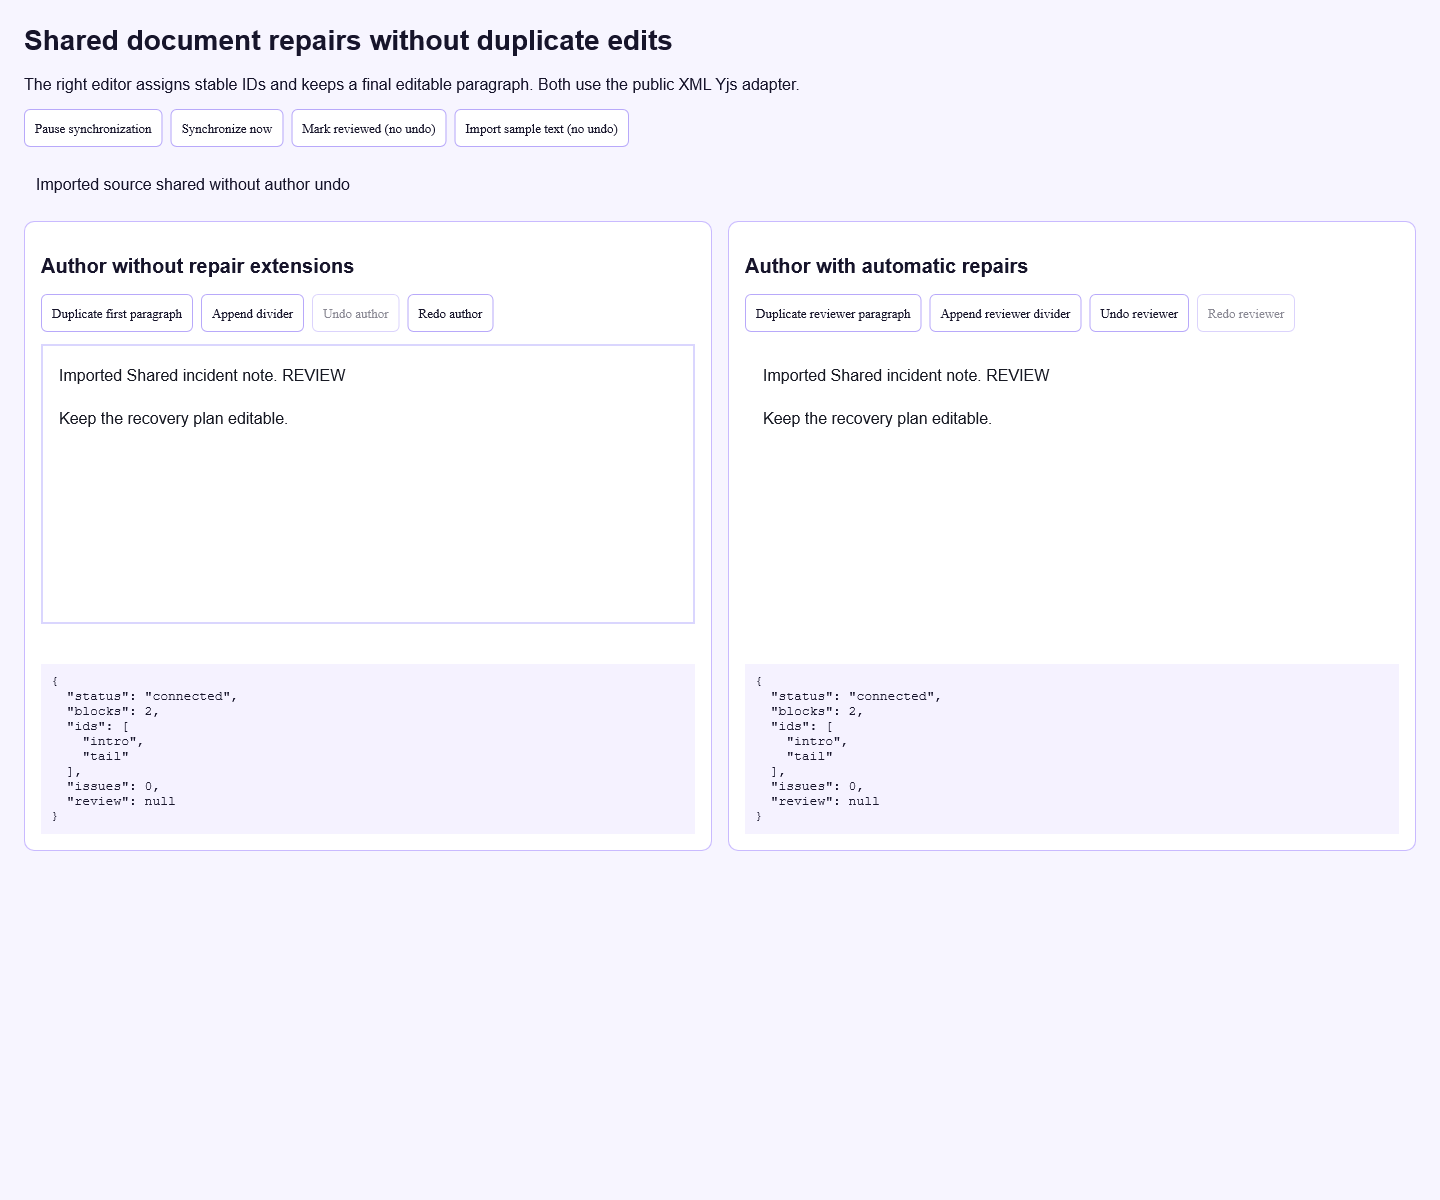 Shared document repairs without duplicate edits
The right editor assigns stable IDs and keeps a final editable paragraph. Both use the public XML Yjs adapter.
Pause synchronization Synchronize now Mark reviewed (no undo) Import sample text (no undo)
Imported source shared without author undo
Author without repair extensions
Duplicate first paragraph Append divider Undo author Redo author
Imported Shared incident note. REVIEW
Keep the recovery plan editable.
{
  "status": "connected",
  "blocks": 2,
  "ids": [
    "intro",
    "tail"
  ],
  "issues": 0,
  "review": null
}
Author with automatic repairs
Duplicate reviewer paragraph Append reviewer divider Undo reviewer Redo reviewer
Imported Shared incident note. REVIEW
Keep the recovery plan editable.
{
  "status": "connected",
  "blocks": 2,
  "ids": [
    "intro",
    "tail"
  ],
  "issues": 0,
  "review": null
}